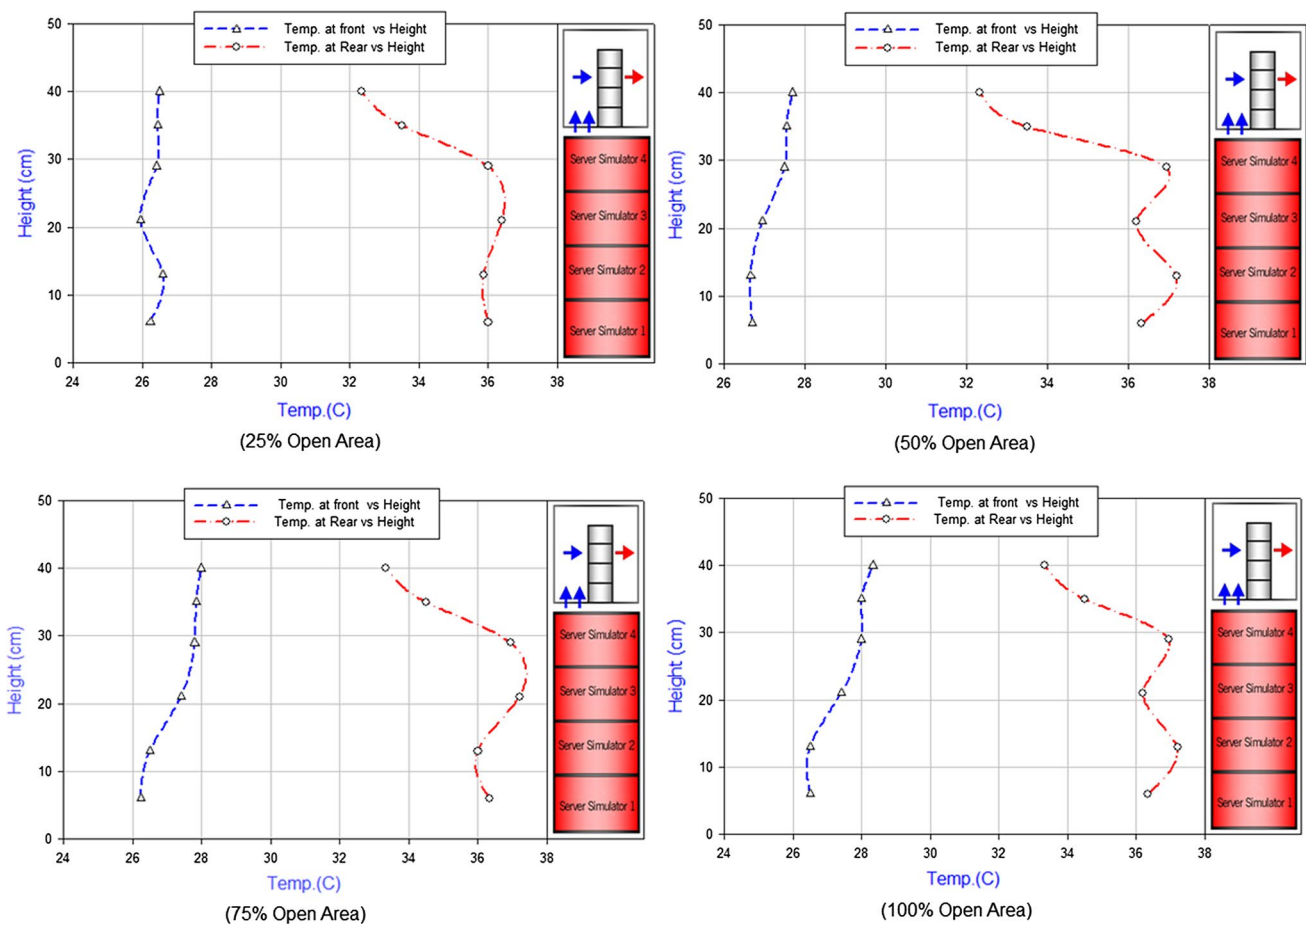 Temp. at front  vs Height
Temp. at Rear vs Height
50
40
30
20
10
0
Height (cm)
24 26 28 30 32 34 36 38
Temp.(C)
Server Simulator 4
Server Simulator 3
Server Simulator 2
Server Simulator 1
(25% Open Area)
Temp. at front  vs Height
Temp. at Rear vs Height
50
40
30
20
10
0
Height (cm)
26 28 30 32 34 36 38
Temp.(C)
Server Simulator 4
Server Simulator 3
Server Simulator 2
Server Simulator 1
(50% Open Area)
Temp. at front  vs Height
Temp. at Rear vs Height
50
40
30
20
10
0
Height (cm)
24 26 28 30 32 34 36 38
Temp.(C)
Server Simulator 4
Server Simulator 3
Server Simulator 2
Server Simulator 1
(75% Open Area)
Temp. at front  vs Height
Temp. at Rear vs Height
50
40
30
20
10
0
Height (cm)
24 26 28 30 32 34 36 38
Temp.(C)
Server Simulator 4
Server Simulator 3
Server Simulator 2
Server Simulator 1
(100% Open Area)